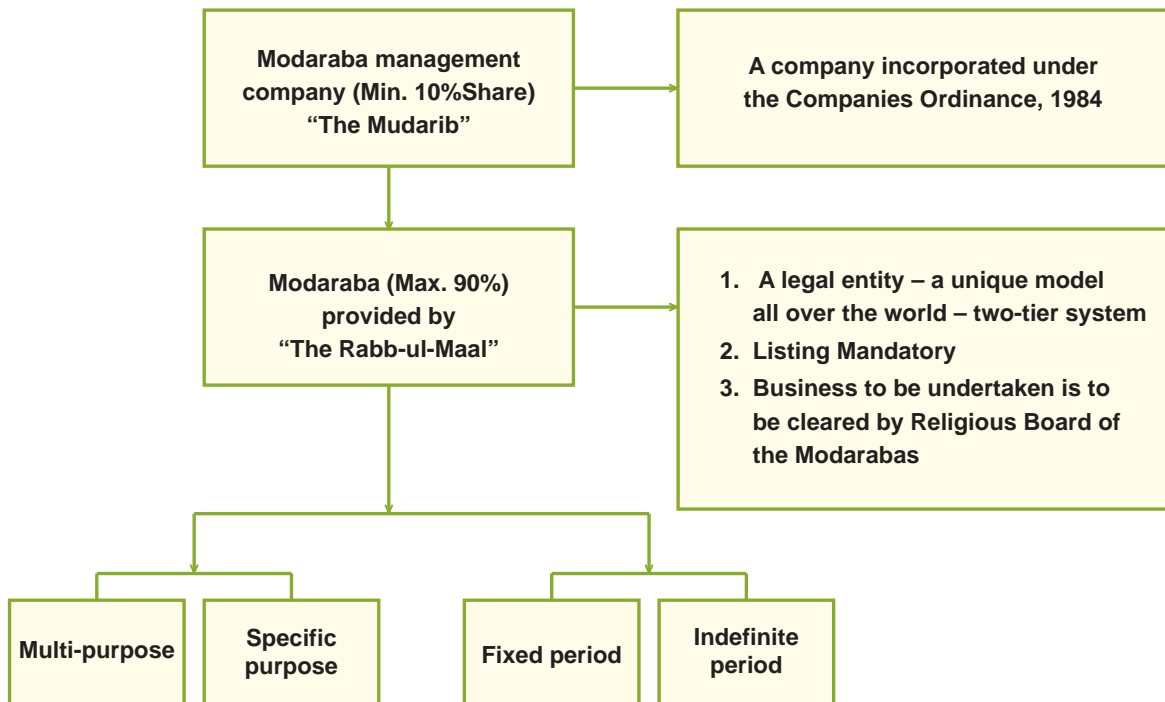 Modaraba management
company (Min. 10%Share)
“The Mudarib”
A company incorporated under
the Companies Ordinance, 1984
Modaraba (Max. 90%)
provided by
“The Rabb-ul-Maal”
1. A legal entity – a unique model
all over the world – two-tier system
2. Listing Mandatory
3. Business to be undertaken is to
be cleared by Religious Board of
the Modarabas
Multi-purpose
Specific
purpose
Fixed period
Indefinite
period